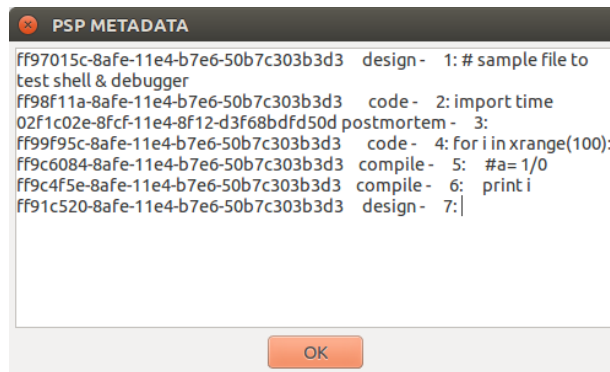 PSP METADATA
ff97015c-8afe-11e4-b7e6-50b7c303b3d3 design - 1: # sample file to
test shell & debugger
ff98f11a-8afe-11e4-b7e6-50b7c303b3d3 code - 2: import time
02f1c02e-8fcf-11e4-8f12-d3f68bdfd50d postmortem - 3:
ff99f95c-8afe-11e4-b7e6-50b7c303b3d3 code - 4: for i in xrange(100):
ff9c6084-8afe-11e4-b7e6-50b7c303b3d3 compile - 5: #a= 1/0
ff9c4f5e-8afe-11e4-b7e6-50b7c303b3d3 compile - 6: print i
ff91c520-8afe-11e4-b7e6-50b7c303b3d3 design - 7:
OK